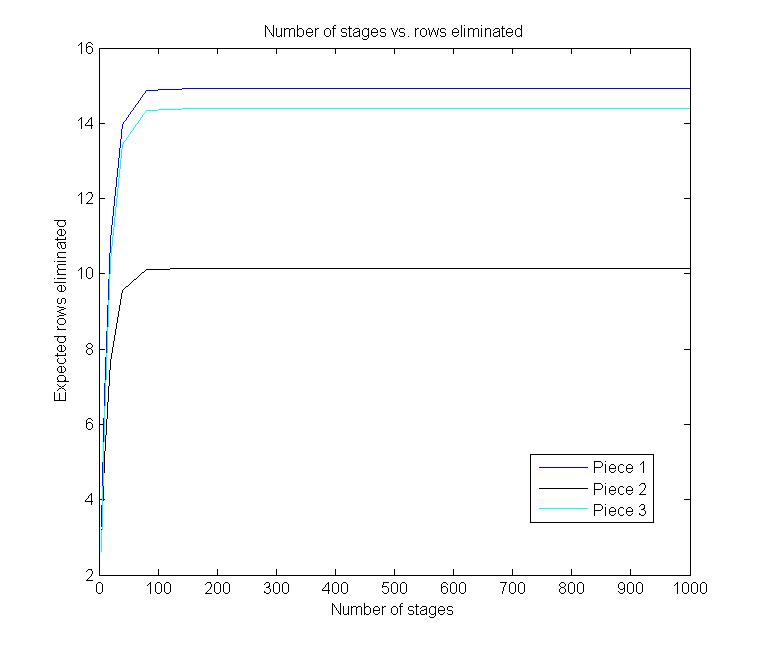 Number of stages vs. rows eliminated
16
14
12
10
8
6
4
2
Expected rows eliminated
Piece 1
Piece 2
Piece 3
0 100 200 300 400 500 600 700 800 900 1000
Number of stages